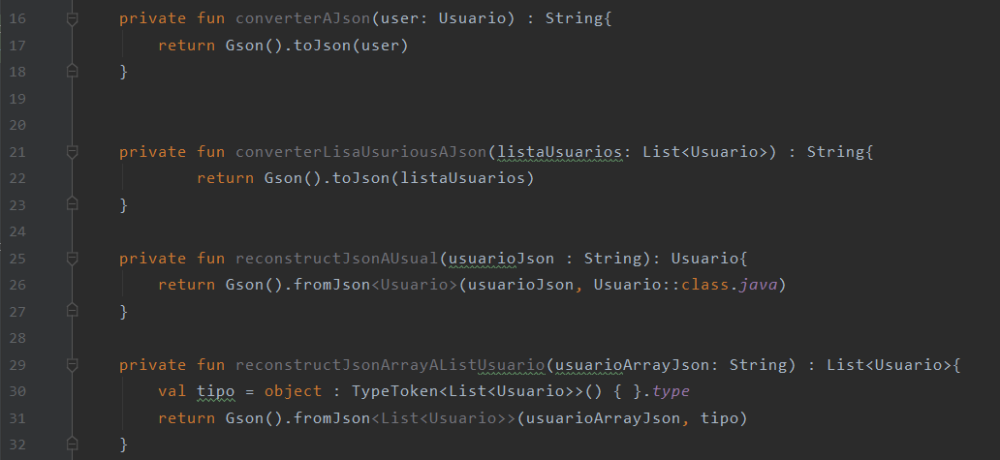 16 private fun converterAJson(user: Usuario) : String{
17 return Gson().toJson(user)
18 }
19
20
21 private fun converterLisaUsuriousAJson(listaUsuarios: List<Usuario>) : String{
22 return Gson().toJson(listaUsuarios)
23 }
24
25 private fun reconstructJsonAUsual(usuarioJson : String): Usuario{
26 return Gson().fromJson<Usuario>(usuarioJson, Usuario::class.java)
27 }
28
29 private fun reconstructJsonArrayAListUsuario(usuarioArrayJson: String) : List<Usuario>{
30 val tipo = object : TypeToken<List<Usuario>>() { }.type
31 return Gson().fromJson<List<Usuario>>(usuarioArrayJson, tipo)
32 }